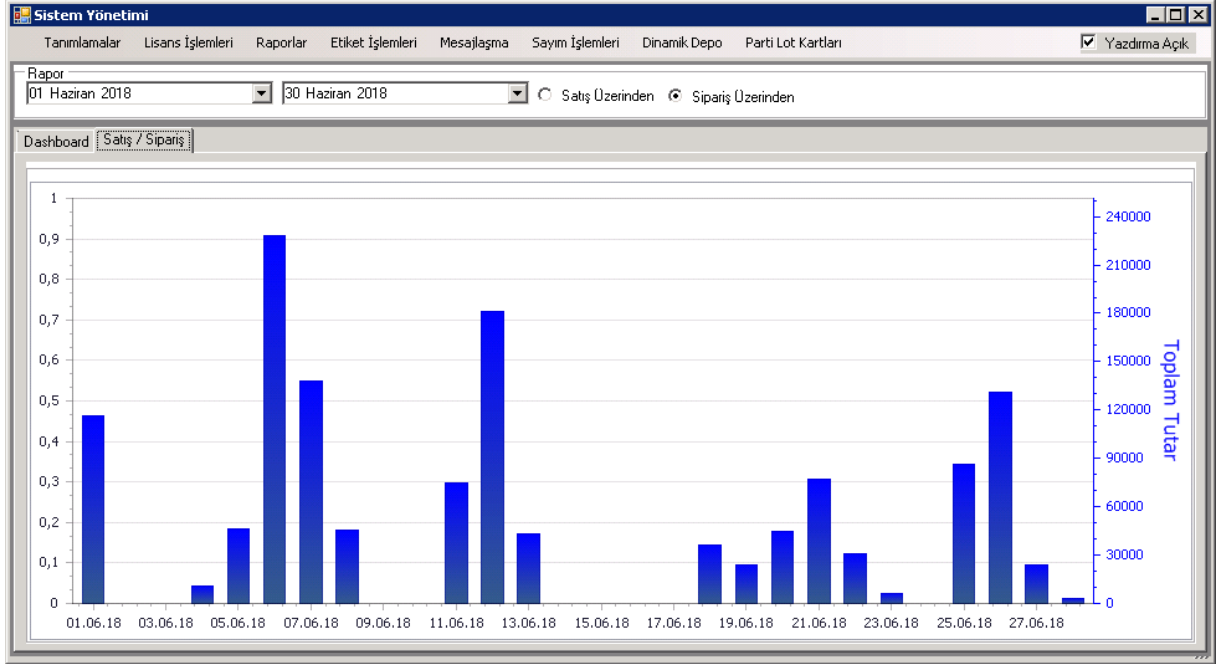 Sistem Yönetimi
Tanımlamalar Lisans İşlemleri Raporlar Etiket İşlemleri Mesajlaşma Sayım İşlemleri Dinamik Depo Parti Lot Kartları Yazdırma Açık
Rapor
01 Haziran 2018 30 Haziran 2018 Satış Üzerinden Sipariş Üzerinden
Dashboard Satış / Sipariş
1
0,9
0,8
0,7
0,6
0,5
0,4
0,3
0,2
0,1
0
240000
210000
180000
150000
120000
90000
60000
30000
0
Toplam Tutar
01.06.18 03.06.18 05.06.18 07.06.18 09.06.18 11.06.18 13.06.18 15.06.18 17.06.18 19.06.18 21.06.18 23.06.18 25.06.18 27.06.18